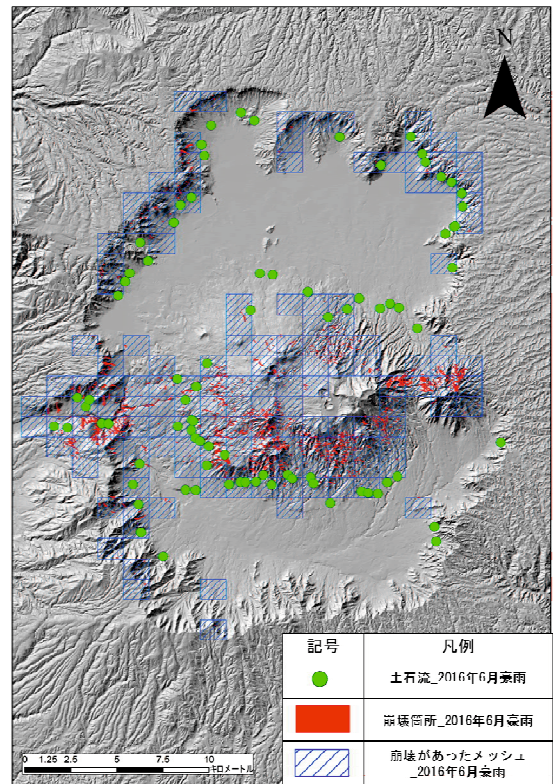 N
記号 凡例
土石流_2016年6月豪雨
崩壊箇所_2016年6月豪雨
崩壊があったメッシュ
_2016年6月豪雨
0 1.25 2.5 5 7.5 10
キロメートル